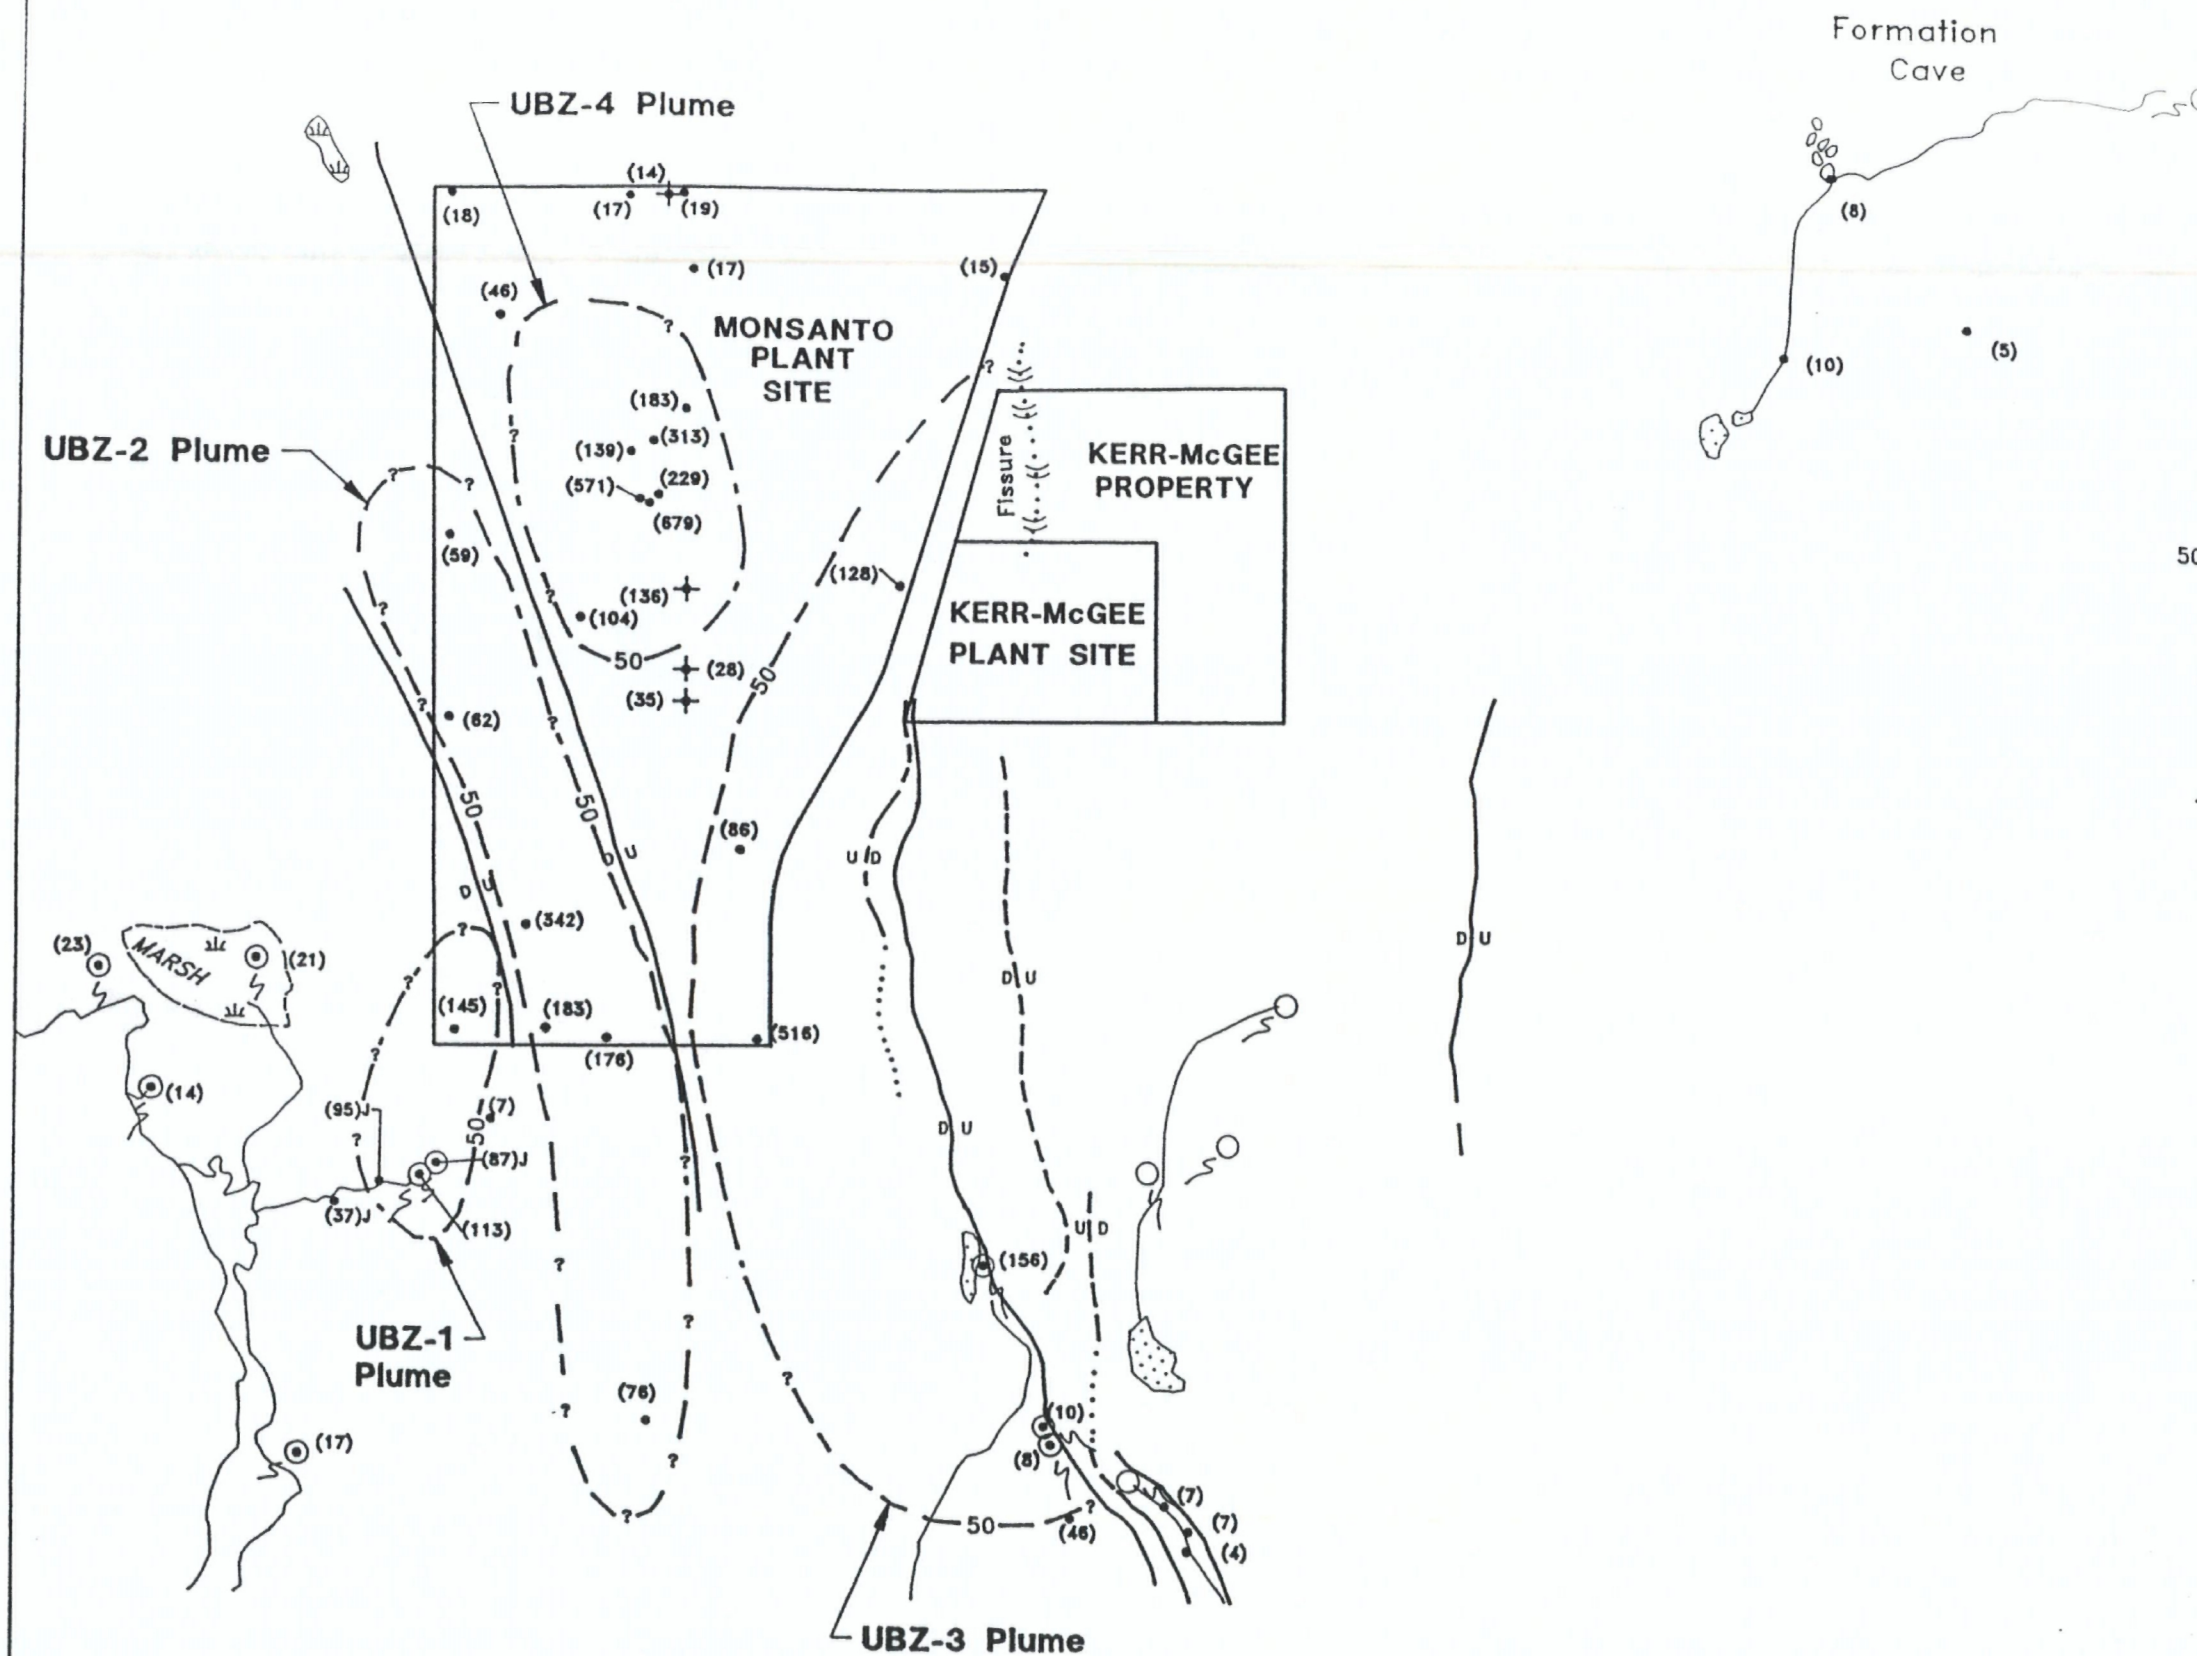 Formation
Cave
UBZ-4 Plume
(14)
(18)
(17)
(19)
(8)
(17)
(15)
(46)
?
MONSANTO
PLANT
SITE
(5)
(10)
?
(183)
?
(313)
(139)
Fissure
KERR-McGEE
PROPERTY
UBZ-2 Plume
?
?
(571)
(229)
(679)
(59)
(128)
?
(136)
?
(104)
KERR-McGEE
PLANT SITE
50
(28)
50
(35)
?
(62)
?
50
50
(86)
D U
U D
D U
(342)
?
(23)
MARSH
(21)
D U
D U
?
?
(145)
(183)
(516)
?
(176)
(14)
(95)J
(7)
?
50
D U
(87)J
?
(37)J
(113)
U D
(156)
?
?
UBZ-1
Plume
?
(76)
?
(10)
(17)
?
(8)
(7)
?
?
50
(46)
(7)
(4)
UBZ-3 Plume